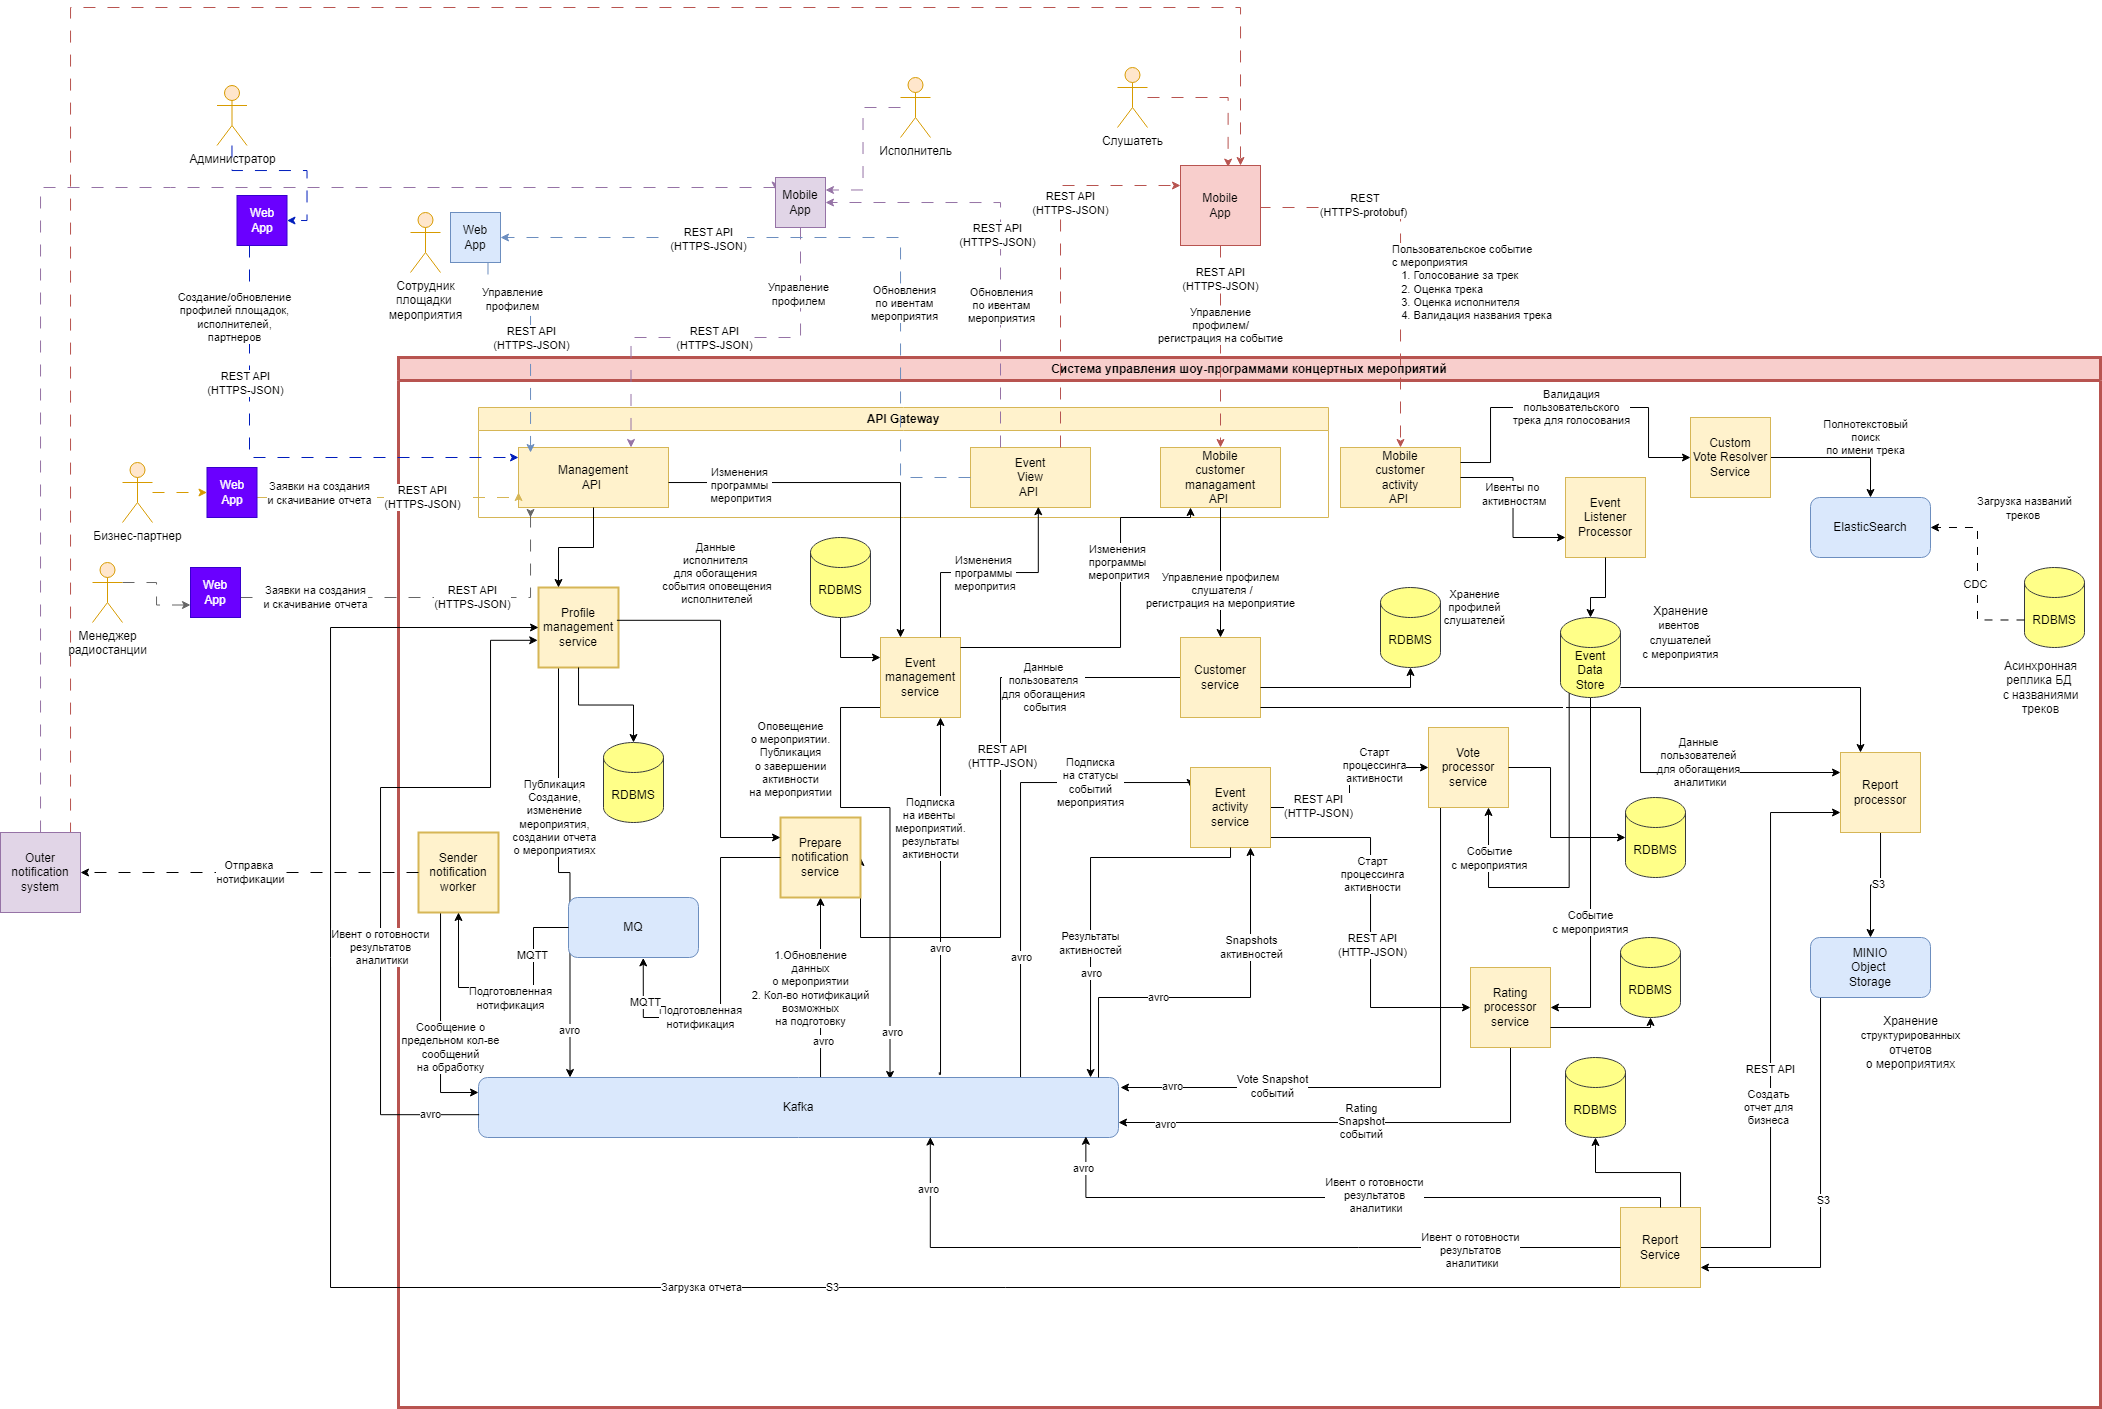 Администратор
Исполнитель
Слушатеть
Web
App
Mobile
App
Mobile
App
Web
App
Сотрудник
площадки
мероприятия
REST API
(HTTPS-JSON)
REST API
(HTTPS-JSON)
REST API
(HTTPS-JSON)
REST
(HTTPS-protobuf)
Пользовательское событие
с мероприятия
1. Голосование за трек
2. Оценка трека
3. Оценка исполнителя
4. Валидация названия трека
Создание/обновление
профилей площадок,
исполнителей,
партнеров
REST API
(HTTPS-JSON)
Управление
профилем
REST API
(HTTPS-JSON)
Управление
профилем
REST API
(HTTPS-JSON)
Обновления
по ивентам
мероприятия
Обновления
по ивентам
мероприятия
REST API
(HTTPS-JSON)
Управление
профилем/
регистрация на событие
Система управления шоу-программами концертных мероприятий
API Gateway
Management
API
Event
View
API
Mobile
customer
managament
API
Mobile
customer
activity
API
Изменения
программы
меропрития
Валидация
пользовательского
трека для голосования
Custom
Vote Resolver
Service
Полнотекстовый
поиск
по имени трека
Ивенты по
активностям
Event
Listener
Processor
ElasticSearch
Загрузка названий
треков
CDC
RDBMS
Асинхронная
реплика БД
с названиями
треков
Бизнес-партнер
Web
App
Заявки на создания
и скачивание отчета
REST API
(HTTPS-JSON)
Менеджер
радиостанции
Web
App
Заявки на создания
и скачивание отчета
REST API
(HTTPS-JSON)
Profile
management
service
Данные
исполнителя
для обогащения
события оповещения
исполнителей
RDBMS
Изменения
программы
меропрития
Изменения
программы
меропрития
Управление профилем
слушателя /
регистрация на мероприятие
RDBMS
Хранение
профилей
слушателей
Event
Data
Store
Хранение
ивентов
слушателей
с мероприятия
Event
management
service
Customer
service
Данные
пользователя
для обогащения
события
REST API
(HTTP-JSON)
Данные
пользователей
для обогащения
аналитики
Report
processor
RDBMS
Публикация
Создание,
изменение
мероприятия,
создании отчета
о мероприятиях
Оповещение
о мероприятии.
Публикация
о завершении
активности
на мероприятии
Подписка
на ивенты
мероприятий.
результаты
активности
Подписка
на статусы
событий
мероприятия
Event
activity
service
Старт
процессинга
активности
REST API
(HTTP-JSON)
Vote
processor
service
RDBMS
Событие
с мероприятия
Старт
процессинга
активности
REST API
(HTTP-JSON)
Событие
с мероприятия
Rating
processor
service
RDBMS
S3
MINIO
Object
Storage
Хранение
структурированных
отчетов
о мероприятиях
Outer
notification
system
Отправка
нотификации
Sender
notification
worker
Prepare
notification
service
MQ
MQTT
Подготовленная
нотификация
MQTT
Подготовленная
нотификация
Ивент о готовности
результатов
аналитики
Сообщение о
предельном кол-ве
сообщений
на обработку
avro
1.Обновление
данных
о мероприятии
2. Кол-во нотификаций
возможных
на подготовку
avro
avro
avro
avro
Результаты
активностей
avro
Snapshots
активностей
avro
avro
Kafka
avro
Vote Snapshot
событий
avro
Rating
Snapshot
событий
RDBMS
REST API
Создать
отчет для
бизнеса
avro
avro
Ивент о готовности
результатов
аналитики
Ивент о готовности
результатов
аналитики
Report
Service
S3
Загрузка отчета
S3